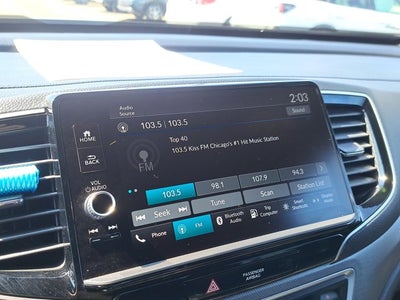 2:03
Audio
Source
Sound
HOME
103.5 | 103.5
BACK
Top 40
103.5 Kiss FM Chicago's #1 Hit Music Station
FM
VOL
AUDIO
103.5 98.1 107.9 94.3
Seek Tune Scan Station List
Phone FM Bluetooth Audio Trip Computer Smart Shortcuts Display Mode
PASSENGER
AIRBAG